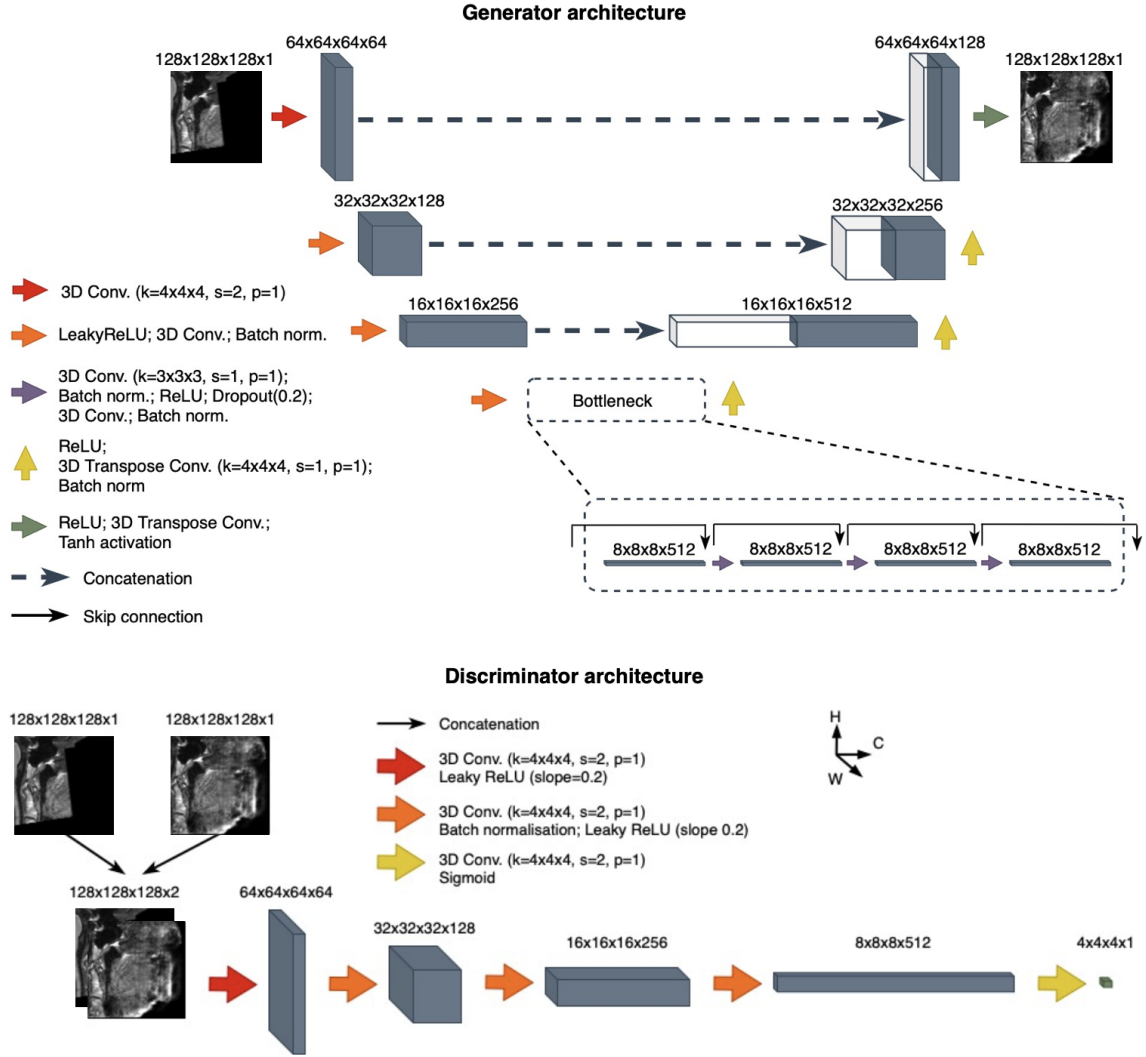 Generator architecture
64x64x64x64
64x64x64x128
128x128x128x1
128x128x128x1
32x32x32x128
32x32x32x256
16x16x16x256
16x16x16x512
Bottleneck
8x8x8x512
8x8x8x512
8x8x8x512
8x8x8x512
3D Conv. (k=4x4x4, s=2, p=1)
LeakyReLU; 3D Conv.; Batch norm.
3D Conv. (k=3x3x3, s=1, p=1);
Batch norm.; ReLU; Dropout(0.2);
3D Conv.; Batch norm.
ReLU;
3D Transpose Conv. (k=4x4x4, s=1, p=1);
Batch norm
ReLU; 3D Transpose Conv.;
Tanh activation
Concatenation
Skip connection
Discriminator architecture
128x128x128x1
128x128x128x1
Concatenation
3D Conv. (k=4x4x4, s=2, p=1)
Leaky ReLU (slope=0.2)
3D Conv. (k=4x4x4, s=2, p=1)
Batch normalisation; Leaky ReLU (slope 0.2)
3D Conv. (k=4x4x4, s=2, p=1)
Sigmoid
H
C
W
128x128x128x2
64x64x64x64
32x32x32x128
16x16x16x256
8x8x8x512
4x4x4x1